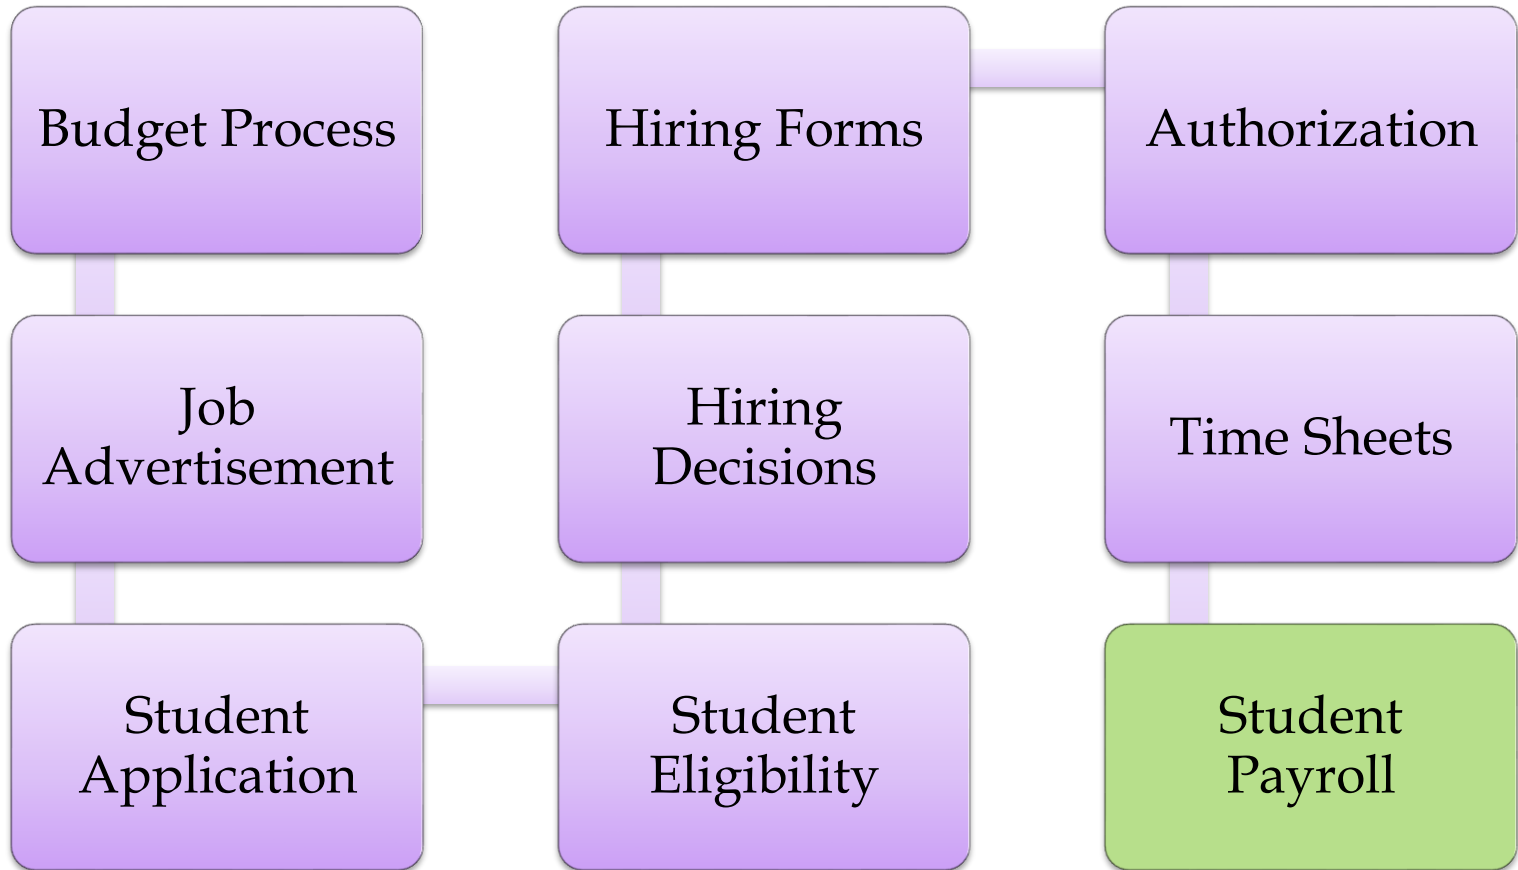 Budget Process
Job
Advertisement
Student
Application
Student
Eligibility
Hiring
Decisions
Hiring Forms
Authorization
Time Sheets
Student
Payroll